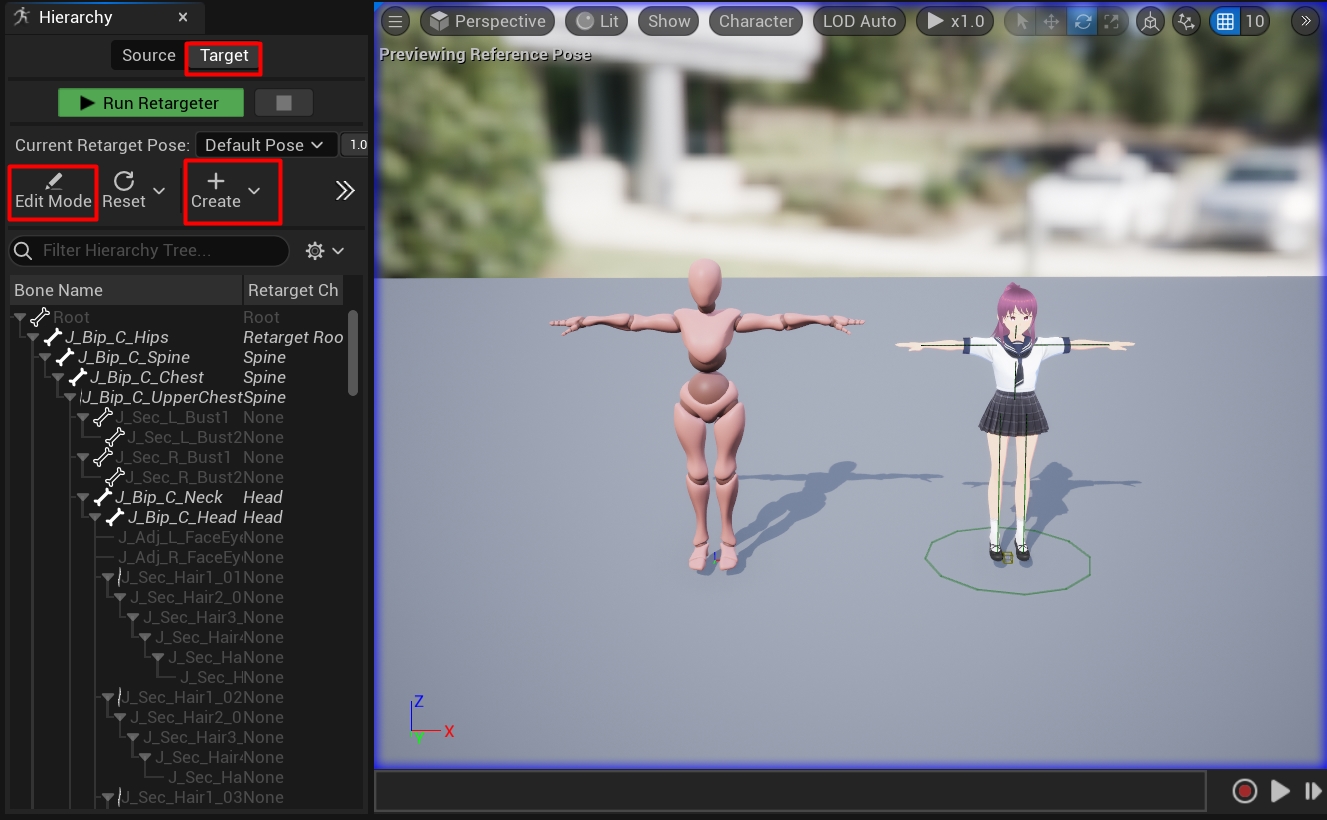 Hierarchy
Perspective Lit Show Character LOD Auto x1.0 10
Source Target
Previewing Reference Pose
Run Retargeter
Current Retarget Pose: Default Pose 1.0
Edit Mode Reset Create
Filter Hierarchy Tree...
Bone Name Retarget Ch
Root Root
J_Bip_C_Hips Retarget Roo
J_Bip_C_Spine Spine
J_Bip_C_Chest Spine
J_Bip_C_UpperChest Spine
J_Sec_L_Bust1 None
J_Sec_L_Bust2 None
J_Sec_R_Bust1 None
J_Sec_R_Bust2 None
J_Bip_C_Neck Head
J_Bip_C_Head Head
J_Adj_L_FaceEye None
J_Adj_R_FaceEye None
J_Sec_Hair1_01 None
J_Sec_Hair2_0 None
J_Sec_Hair3_ None
J_Sec_Hair4 None
J_Sec_Ha None
J_Sec_H None
J_Sec_Hair1_02 None
J_Sec_Hair2_0 None
J_Sec_Hair3_ None
J_Sec_Hair4 None
J_Sec_Ha None
J_Sec_Hair1_03 None
Z
X
Y